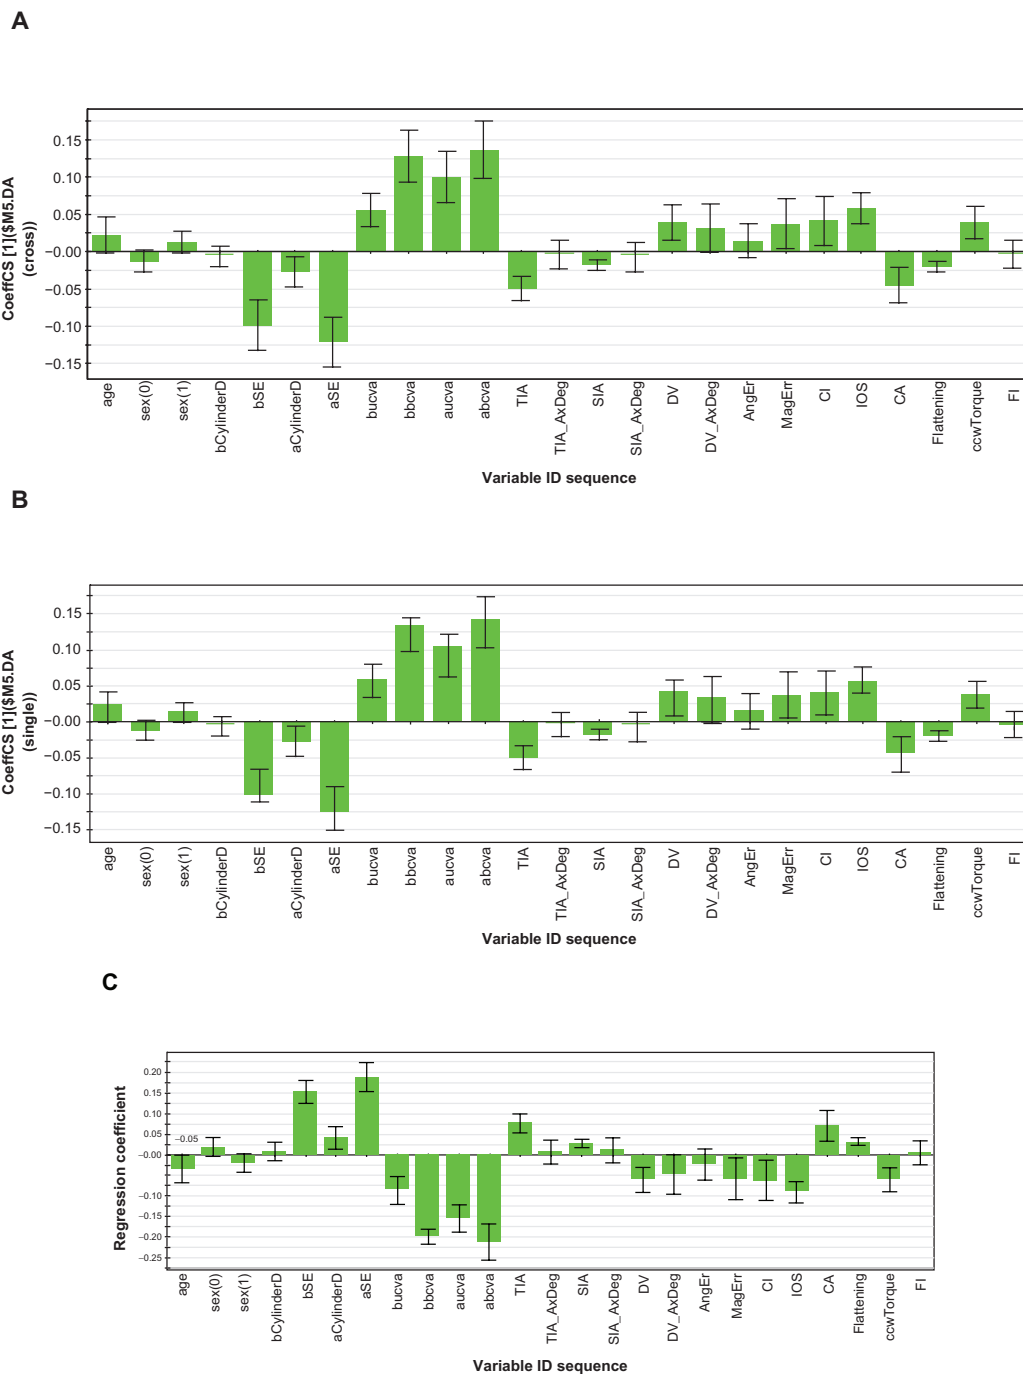 A
CoeffCS [1]($M5.DA
(cross))
0.15
0.10
0.05
−0.00
−0.05
−0.10
−0.15
age
sex(0)
sex(1)
bCylinderD
bSE
aCylinderD
aSE
bucva
bbcva
aucva
abcva
TIA
TIA_AxDeg
SIA
SIA_AxDeg
DV
DV_AxDeg
AngEr
MagErr
CI
IOS
CA
Flattening
ccwTorque
FI
Variable ID sequence
B
CoeffCS [1]($M5.DA
(single))
0.15
0.10
0.05
−0.00
−0.05
−0.10
−0.15
age
sex(0)
sex(1)
bCylinderD
bSE
aCylinderD
aSE
bucva
bbcva
aucva
abcva
TIA
TIA_AxDeg
SIA
SIA_AxDeg
DV
DV_AxDeg
AngEr
MagErr
CI
IOS
CA
Flattening
ccwTorque
FI
Variable ID sequence
C
Regression coefficient
0.20
0.15
0.10
0.05
−0.05
−0.00
−0.10
−0.15
−0.20
−0.25
age
sex(0)
sex(1)
bCylinderD
bSE
aCylinderD
aSE
bucva
bbcva
aucva
abcva
TIA
TIA_AxDeg
SIA
SIA_AxDeg
DV
DV_AxDeg
AngEr
MagErr
CI
IOS
CA
Flattening
ccwTorque
FI
Variable ID sequence